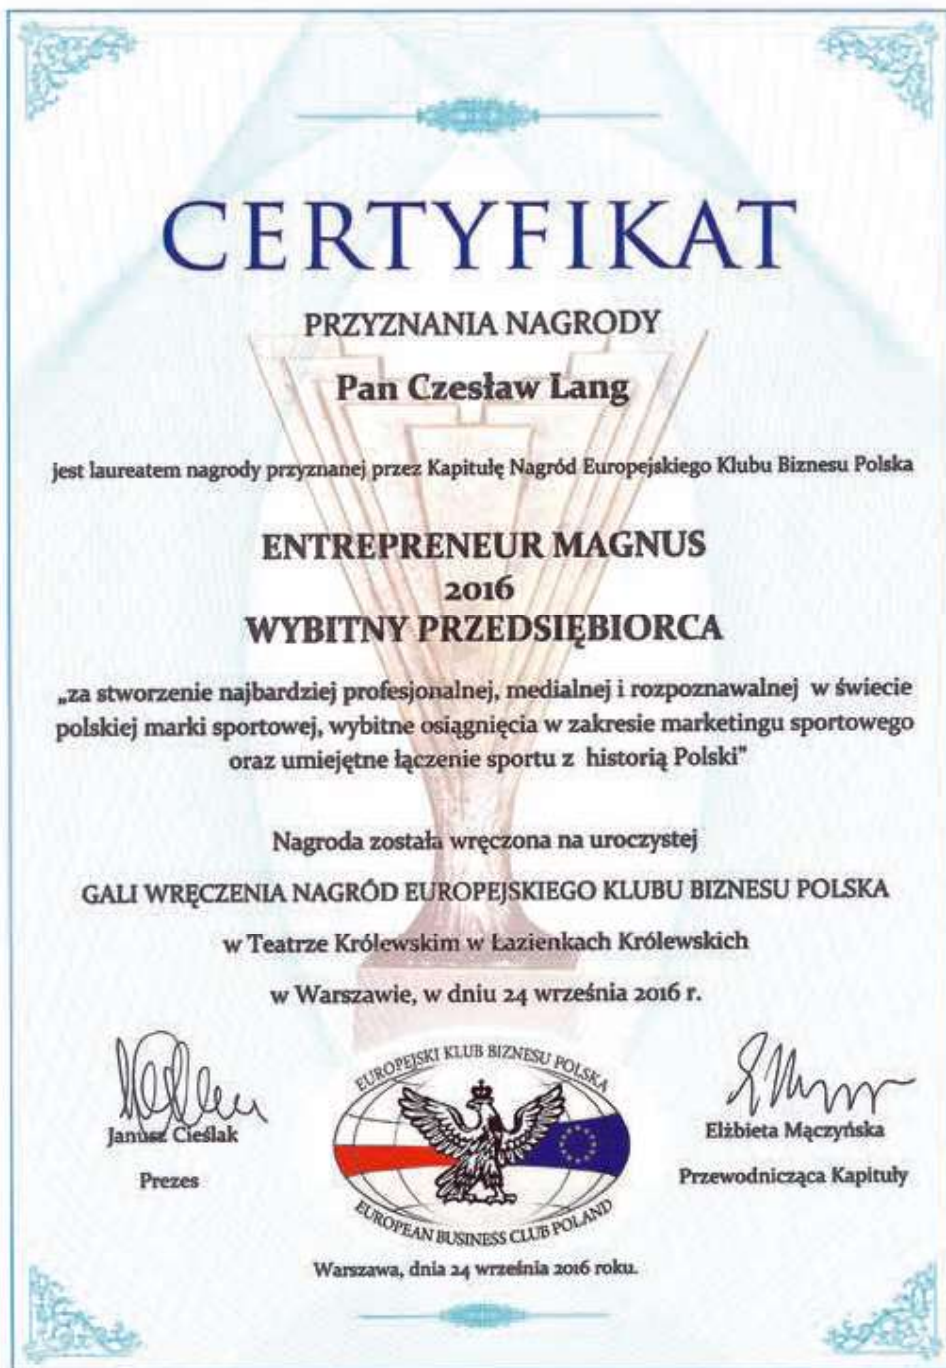 CERTYFIKAT
PRZYZNANIA NAGRODY
Pan Czesław Lang
jest laureatem nagrody przyznanej przez Kapitułę Nagród Europejskiego Klubu Biznesu Polska
ENTREPRENEUR MAGNUS
2016
WYBITNY PRZEDSIĘBIORCA
„za stworzenie najbardziej profesjonalnej, medialnej i rozpoznawalnej w świecie
polskiej marki sportowej, wybitne osiągnięcia w zakresie marketingu sportowego
oraz umiejętne łączenie sportu z historią Polski”
Nagroda została wręczona na uroczystej
GALI WRĘCZENIA NAGRÓD EUROPEJSKIEGO KLUBU BIZNESU POLSKA
w Teatrze Królewskim w Łazienkach Królewskich
w Warszawie, w dniu 24 września 2016 r.
EUROPEJSKI KLUB BIZNESU POLSKA
Janusz Cieślak
Prezes
Elżbieta Mączyńska
Przewodnicząca Kapituły
EUROPEAN BUSINESS CLUB POLAND
Warszawa, dnia 24 września 2016 roku.